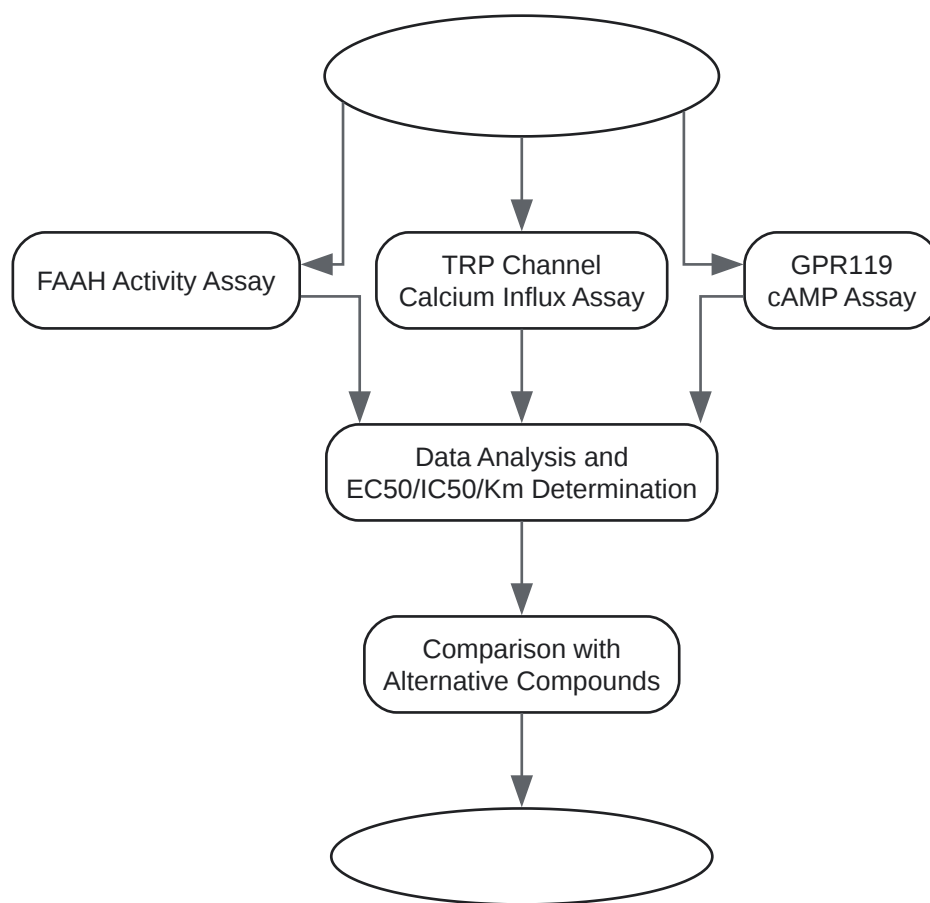 FAAH Activity Assay
TRP Channel
Calcium Influx Assay
GPR119
cAMP Assay
Data Analysis and
EC50/IC50/Km Determination
Comparison with
Alternative Compounds